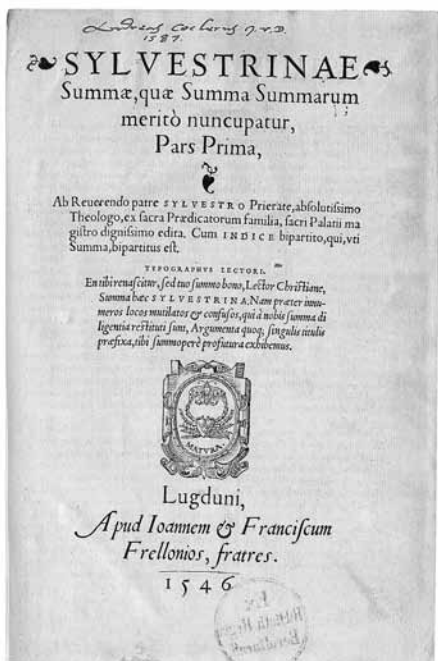 1587.
SYLVESTRINAE
Summæ, quæ Summa Summarum
meritò nuncupatur,
Pars Prima,
Ab Reuerendo patre SYLVESTRO Prierate, absolutissimo
Theologo, ex sacra Prædicatorum familia, sacri Palatii ma
gistro dignissimo edita. Cum INDICE bipartito, qui, vti
Summa, bipartitus est.
TYPOGRAPHVS LECTORI.
En tibi renascitur, sed tuo summo bono, Lector Christiane,
Summa hæc SYLVESTRINA. Nam præter innu-
meros locos mutilatos & confusos, qui à nobis summa di
ligentia restituti sunt, Argumenta quoq; singulis titulis
præfixa, tibi summoperè profutura exhibemus.
MATVRA
Lugduni,
Apud Ioannem & Franciscum
Frellonios, fratres.
1546